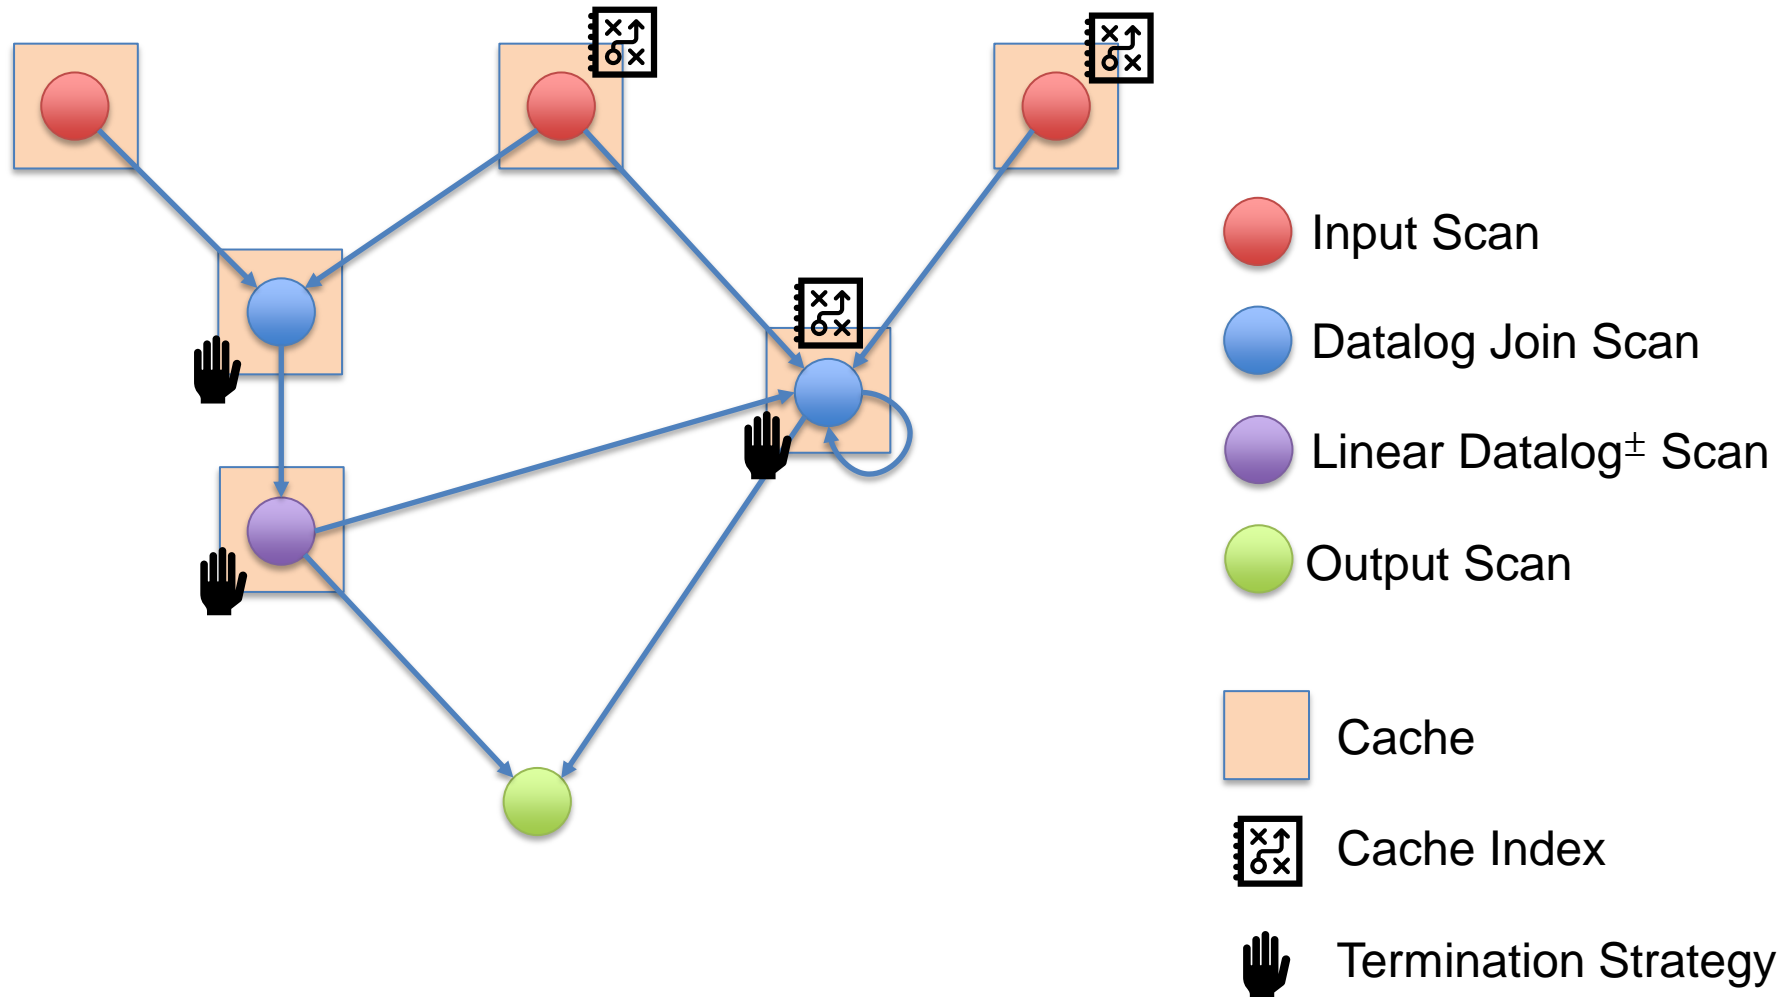 Input Scan
Datalog Join Scan
Linear Datalog± Scan
Output Scan
Cache
Cache Index
Termination Strategy